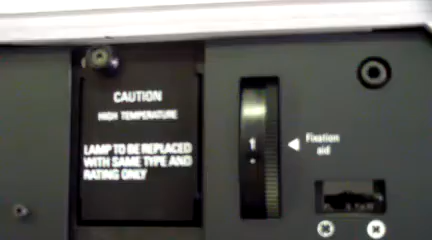 CAUTION
HIGH TEMPERATURE
LAMP TO BE REPLACED
WITH SAME TYPE AND
RATING ONLY
1
Fixation
aid